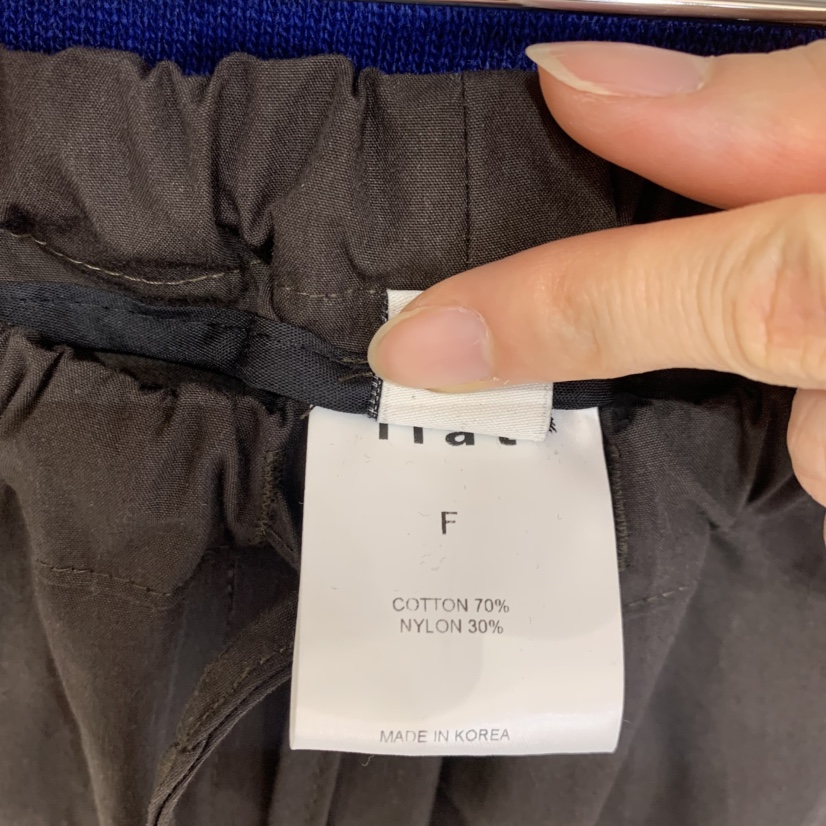 F
COTTON 70%
NYLON 30%
MADE IN KOREA